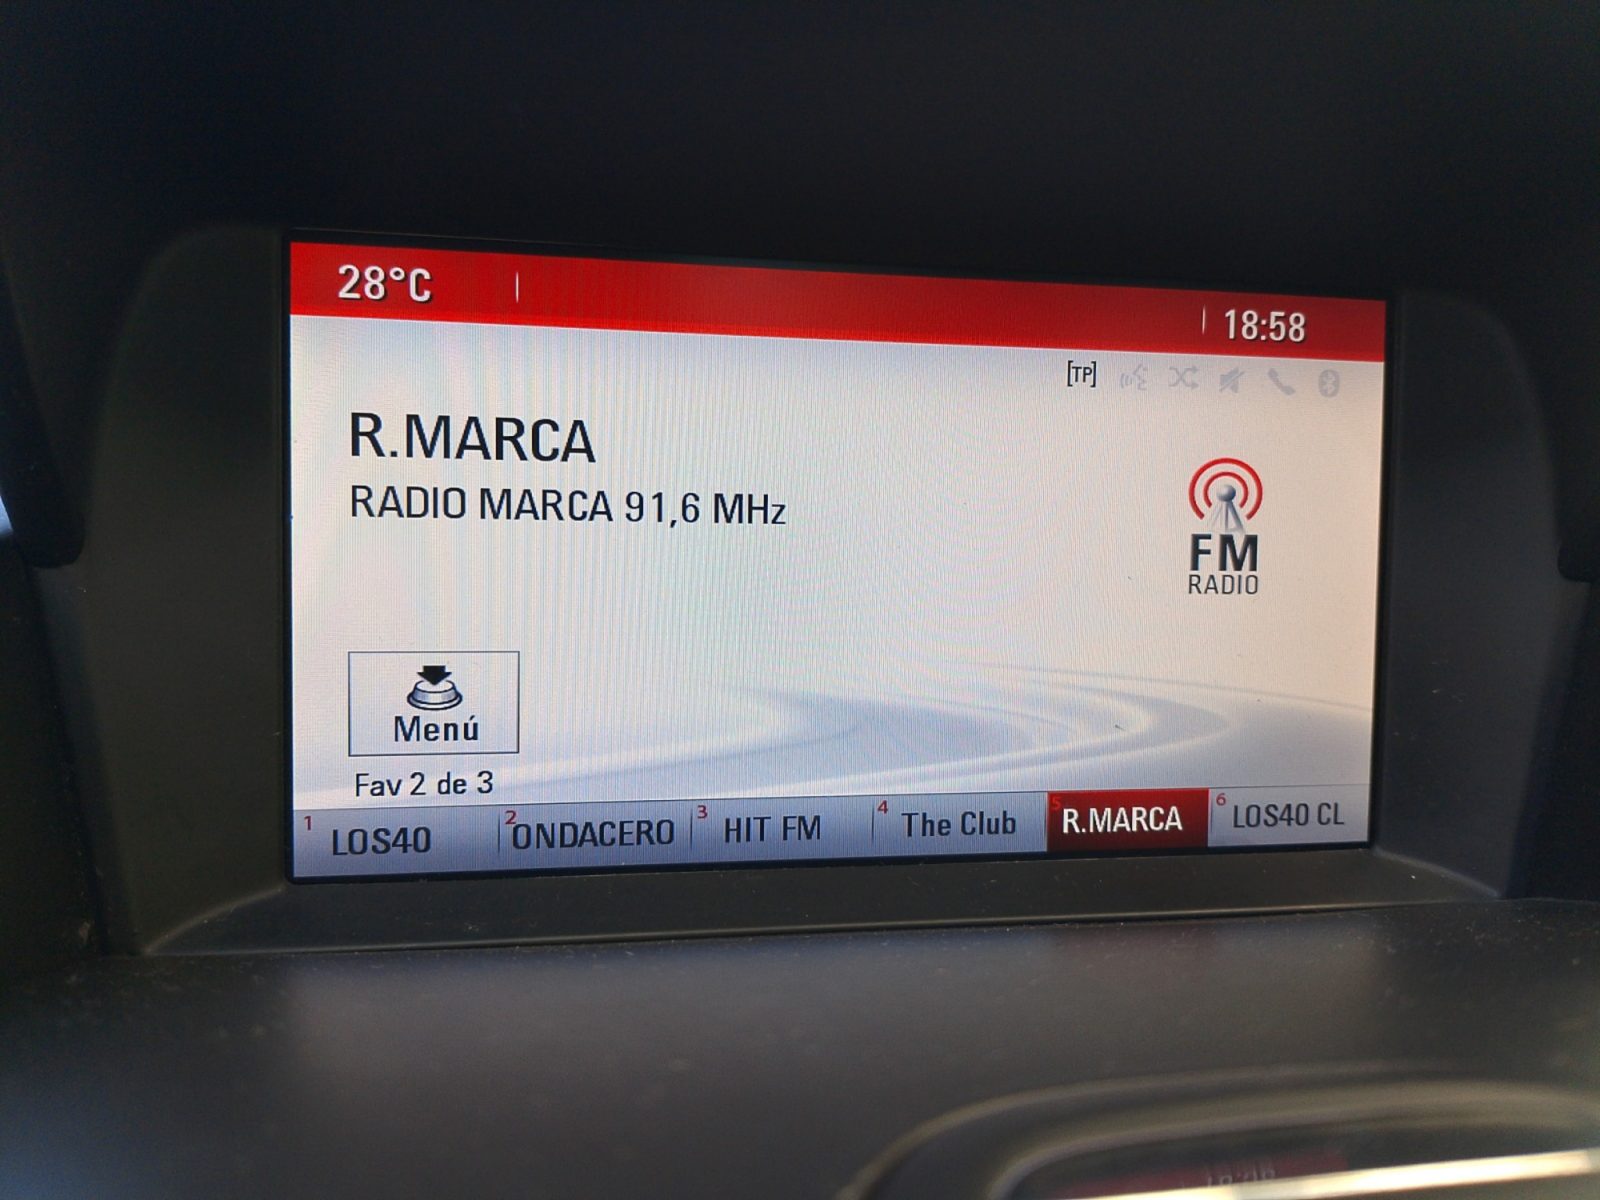 28°C
18:58
[TP]
R.MARCA
RADIO MARCA 91,6 MHz
FM
RADIO
Menú
Fav 2 de 3
1 LOS40 2 ONDACERO 3 HIT FM 4 The Club 5 R.MARCA 6 LOS40 CL